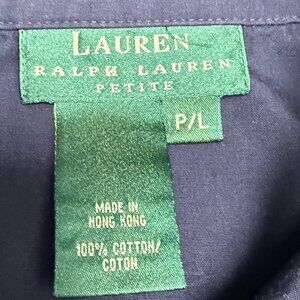 LAUREN
RALPH LAUREN
PETITE
P/L
MADE IN
HONG KONG
100% COTTON/
COTON